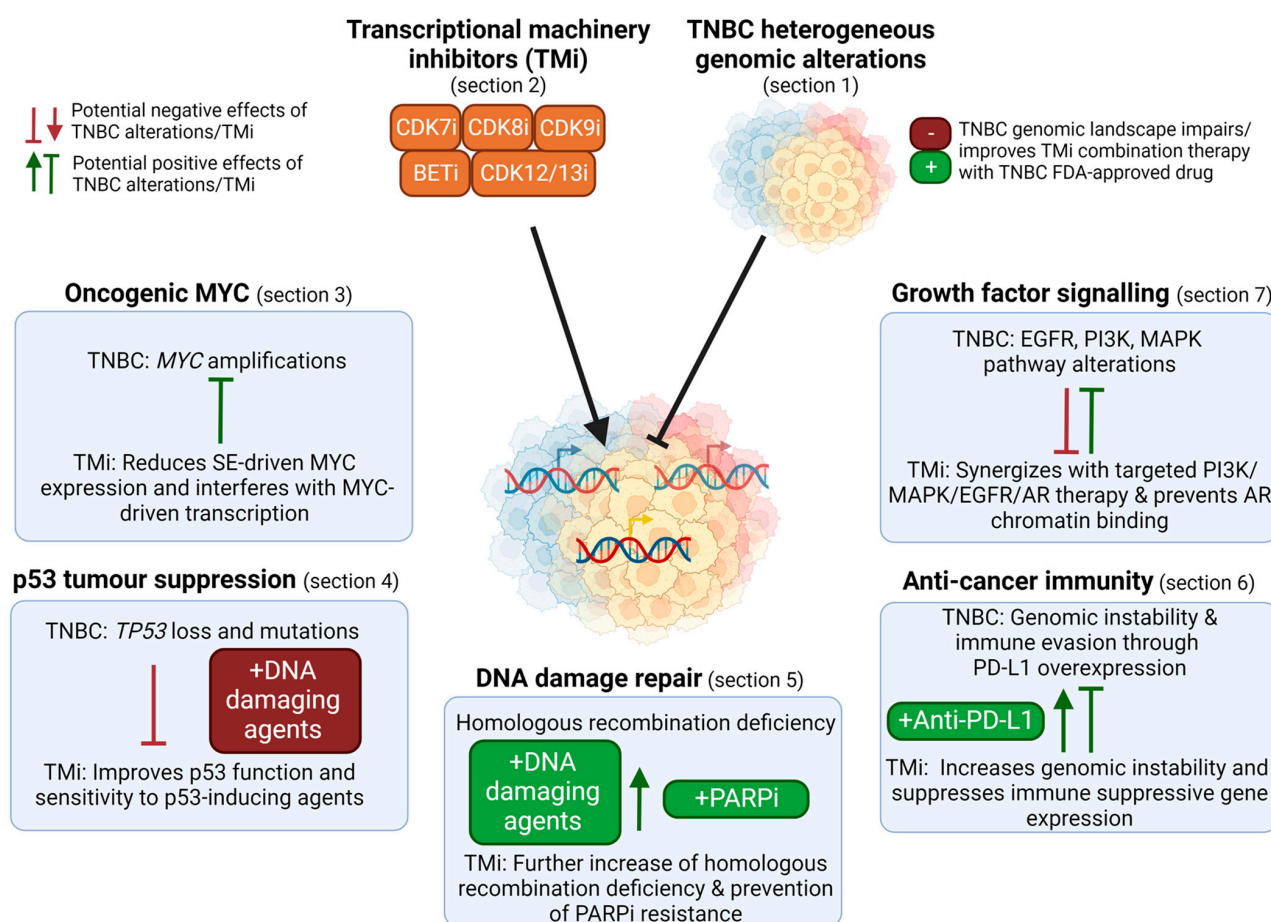 Transcriptional machinery
inhibitors (TMi)
(section 2)
TNBC heterogeneous
genomic alterations
(section 1)
Potential negative effects of
TNBC alterations/TMi
Potential positive effects of
TNBC alterations/TMi
CDK7i CDK8i CDK9i
BETi CDK12/13i
-
+
TNBC genomic landscape impairs/
improves TMi combination therapy
with TNBC FDA-approved drug
Oncogenic MYC (section 3)
TNBC: MYC amplifications
TMi: Reduces SE-driven MYC
expression and interferes with MYC-
driven transcription
Growth factor signalling (section 7)
TNBC: EGFR, PI3K, MAPK
pathway alterations
TMi: Synergizes with targeted PI3K/
MAPK/EGFR/AR therapy & prevents AR
chromatin binding
p53 tumour suppression (section 4)
TNBC: TP53 loss and mutations
+DNA
damaging
agents
TMi: Improves p53 function and
sensitivity to p53-inducing agents
DNA damage repair (section 5)
Homologous recombination deficiency
+DNA
damaging
agents
+PARPi
TMi: Further increase of homologous
recombination deficiency & prevention
of PARPi resistance
Anti-cancer immunity (section 6)
TNBC: Genomic instability &
immune evasion through
PD-L1 overexpression
+Anti-PD-L1
TMi: Increases genomic instability and
suppresses immune suppressive gene
expression